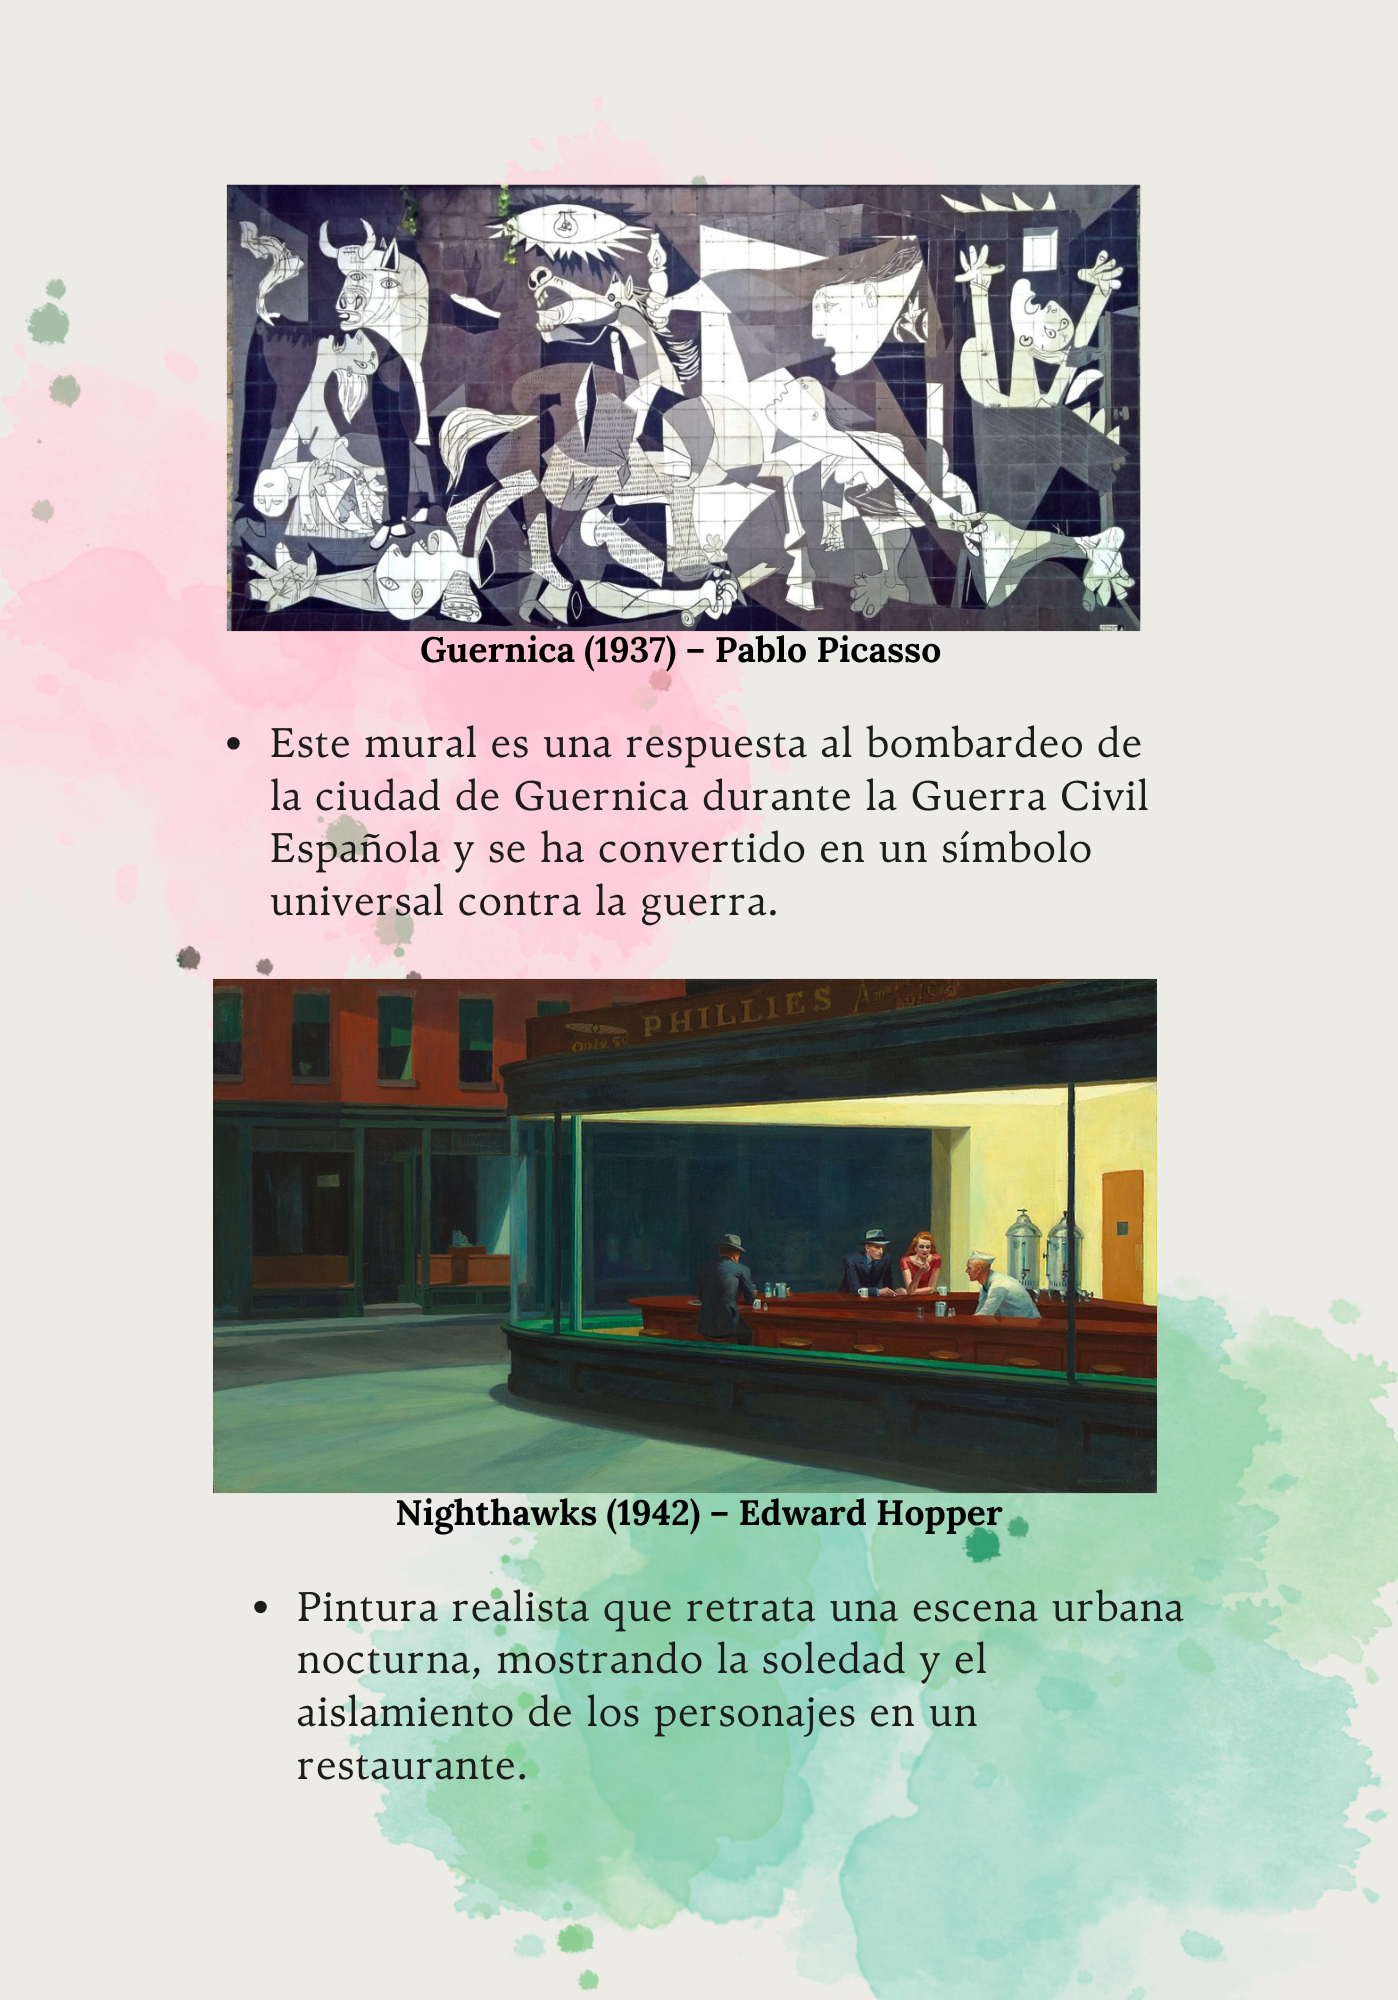 Guernica (1937) – Pablo Picasso
• Este mural es una respuesta al bombardeo de
la ciudad de Guernica durante la Guerra Civil
Española y se ha convertido en un símbolo
universal contra la guerra.
PHILLIES
Only 5¢
Nighthawks (1942) – Edward Hopper
• Pintura realista que retrata una escena urbana
nocturna, mostrando la soledad y el
aislamiento de los personajes en un
restaurante.